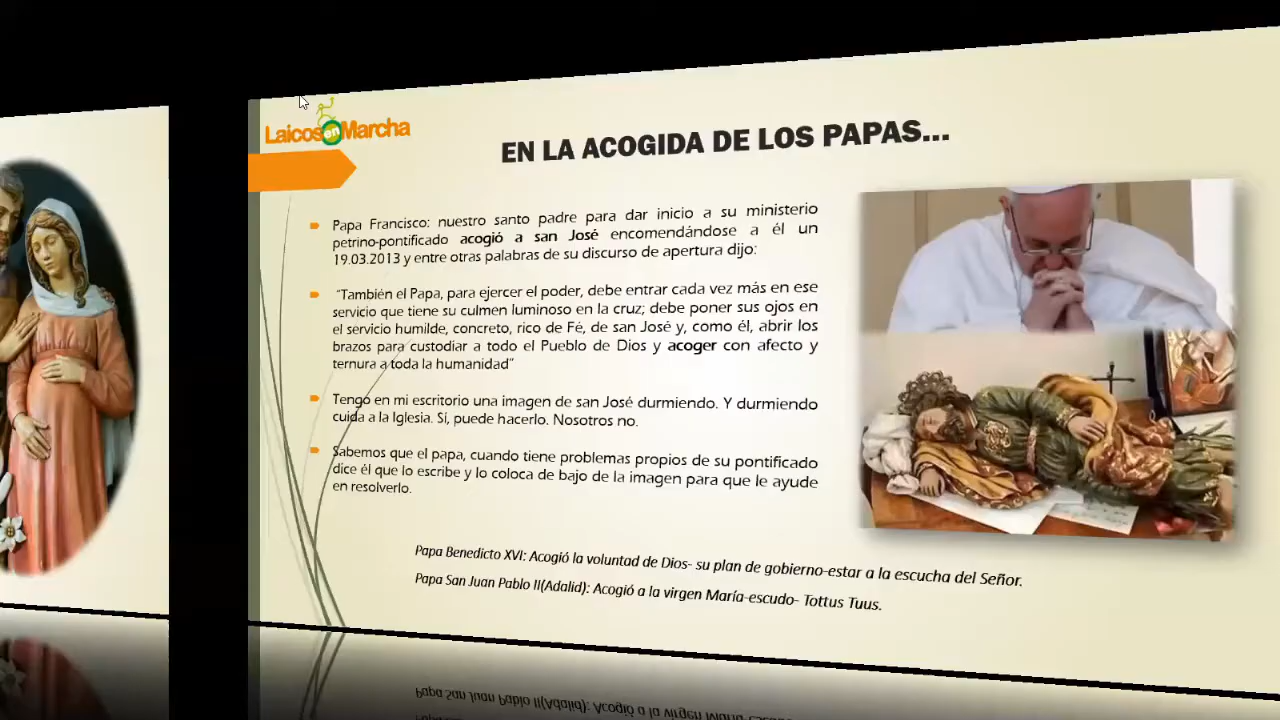 Laicos en Marcha
EN LA ACOGIDA DE LOS PAPAS...
Papa Francisco: nuestro santo padre para dar inicio a su ministerio
petrino-pontificado acogió a san José encomendándose a él un
19.03.2013 y entre otras palabras de su discurso de apertura dijo:
“También el Papa, para ejercer el poder, debe entrar cada vez más en ese
servicio que tiene su culmen luminoso en la cruz; debe poner sus ojos en
el servicio humilde, concreto, rico de Fé, de san José y, como él, abrir los
brazos para custodiar a todo el Pueblo de Dios y acoger con afecto y
ternura a toda la humanidad”
Tengo en mi escritorio una imagen de san José durmiendo. Y durmiendo
cuida a la Iglesia. Sí, puede hacerlo. Nosotros no.
Sabemos que el papa, cuando tiene problemas propios de su pontificado
dice él que lo escribe y lo coloca de bajo de la imagen para que le ayude
en resolverlo.
Papa Benedicto XVI: Acogió la voluntad de Dios- su plan de gobierno-estar a la escucha del Señor.
Papa San Juan Pablo II(Adalid): Acogió a la virgen María-escudo- Tottus Tuus.